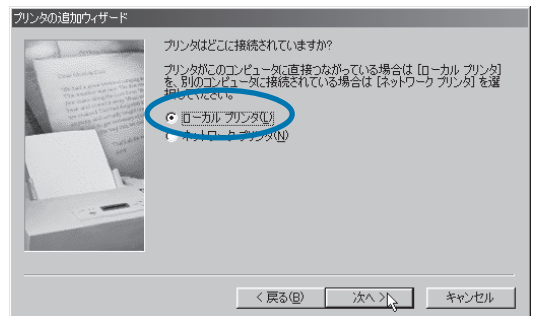 プリンタの追加ウィザード
プリンタはどこに接続されていますか?
プリンタがこのコンピュータに直接つながっている場合は [ローカル プリンタ]
を、別のコンピュータに接続されている場合は [ネットワーク プリンタ] を選
択してください。
ローカル プリンタ(L)
ネットワーク プリンタ(N)
< 戻る(B)
次へ >
キャンセル